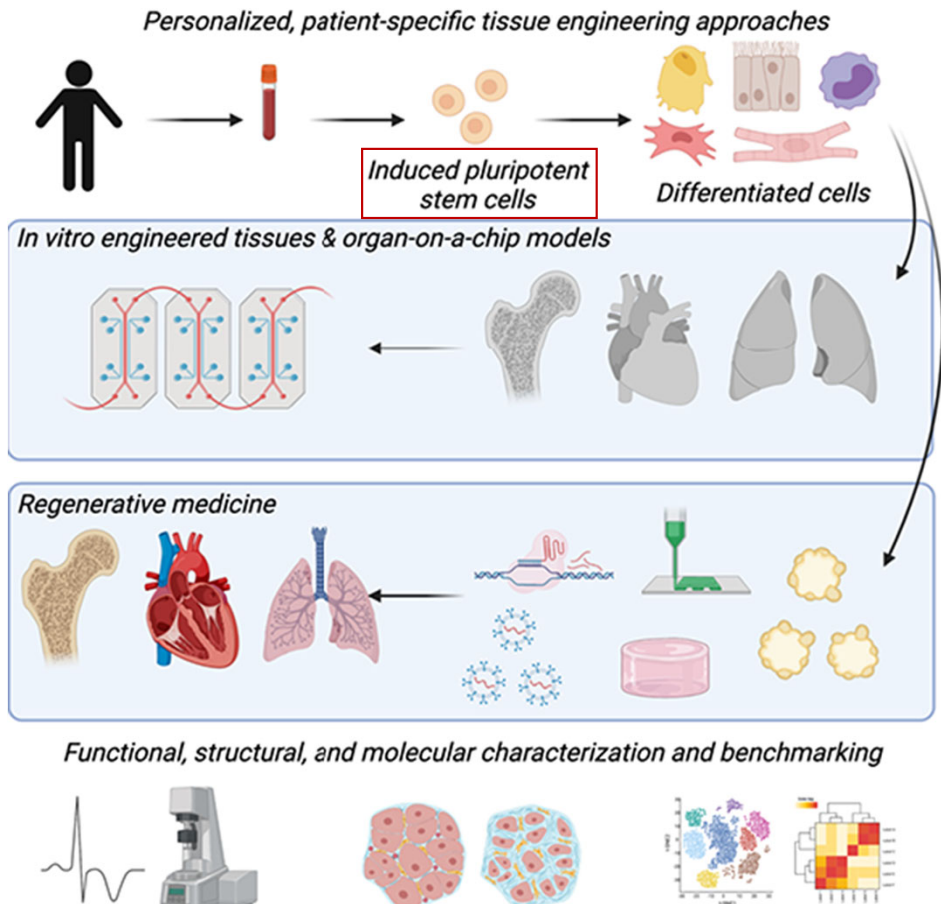 Personalized, patient-specific tissue engineering approaches
Induced pluripotent
stem cells
Differentiated cells
In vitro engineered tissues & organ-on-a-chip models
Regenerative medicine
Functional, structural, and molecular characterization and benchmarking